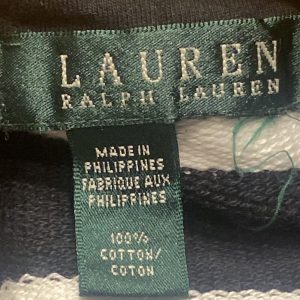 LAUREN
RALPH LAUREN
MADE IN
PHILIPPINES
FABRIQUE AUX
PHILIPPINES
100%
COTTON/
COTON